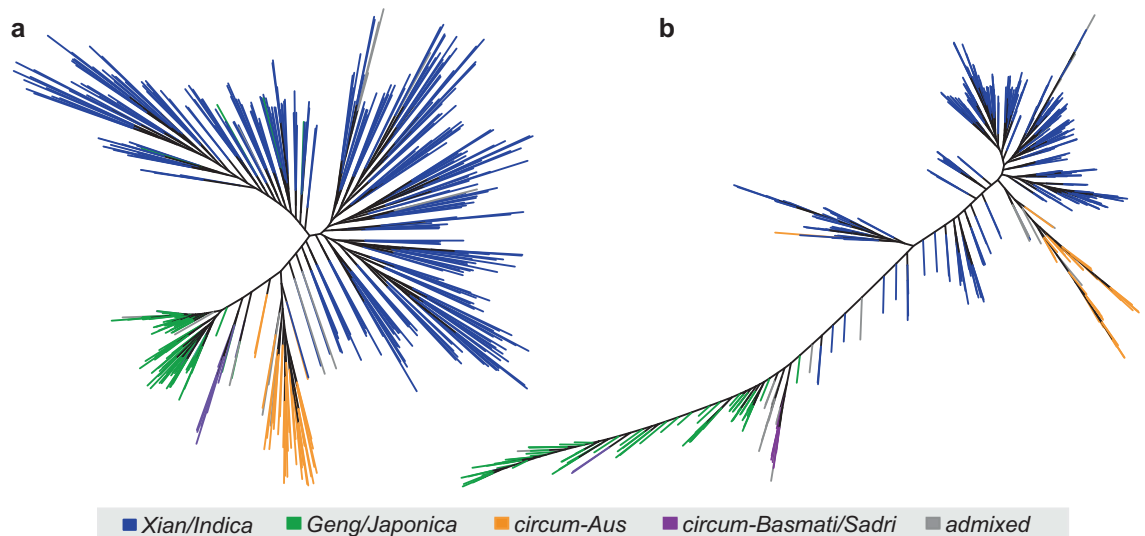 a
b
Xian/Indica
Geng/Japonica
circum-Aus
circum-Basmati/Sadri
admixed